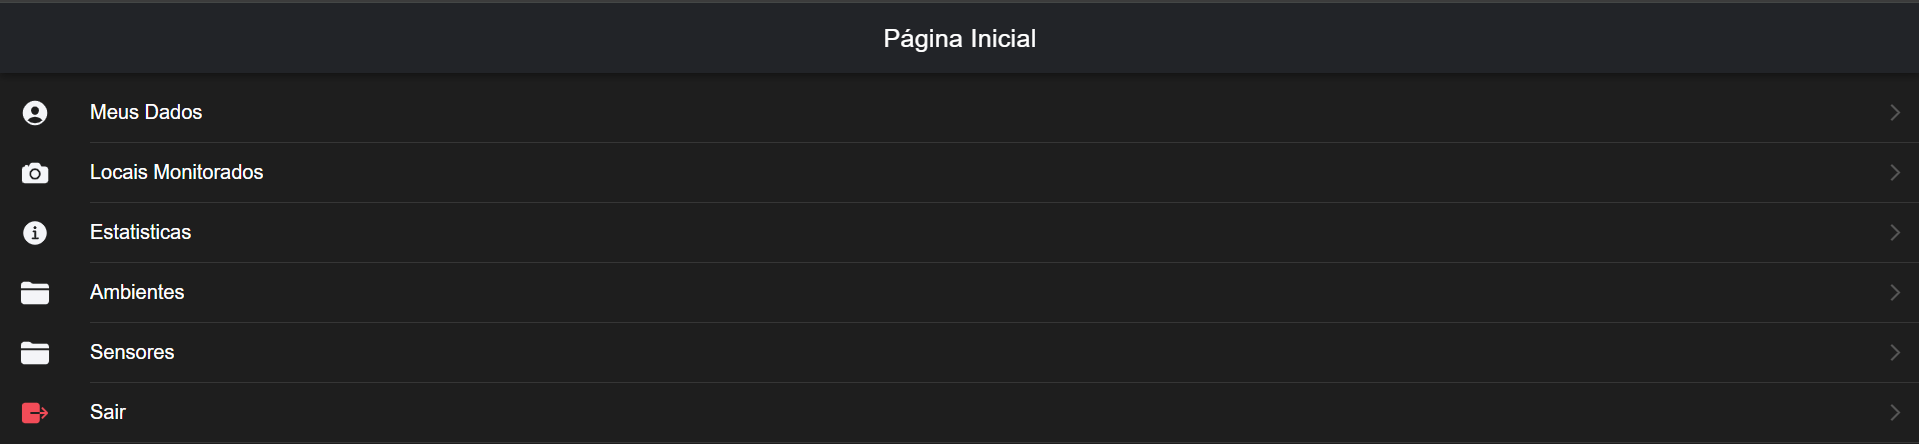 Página Inicial
Meus Dados
Locais Monitorados
Estatisticas
Ambientes
Sensores
Sair